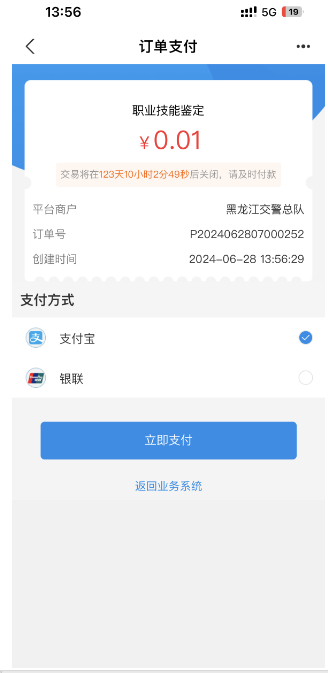 13:56
5G 19
订单支付
职业技能鉴定
￥0.01
交易将在123天10小时2分49秒后关闭，请及时付款
平台商户 黑龙江交警总队
订单号 P2024062807000252
创建时间 2024-06-28 13:56:29
支付方式
支付宝
银联
立即支付
返回业务系统